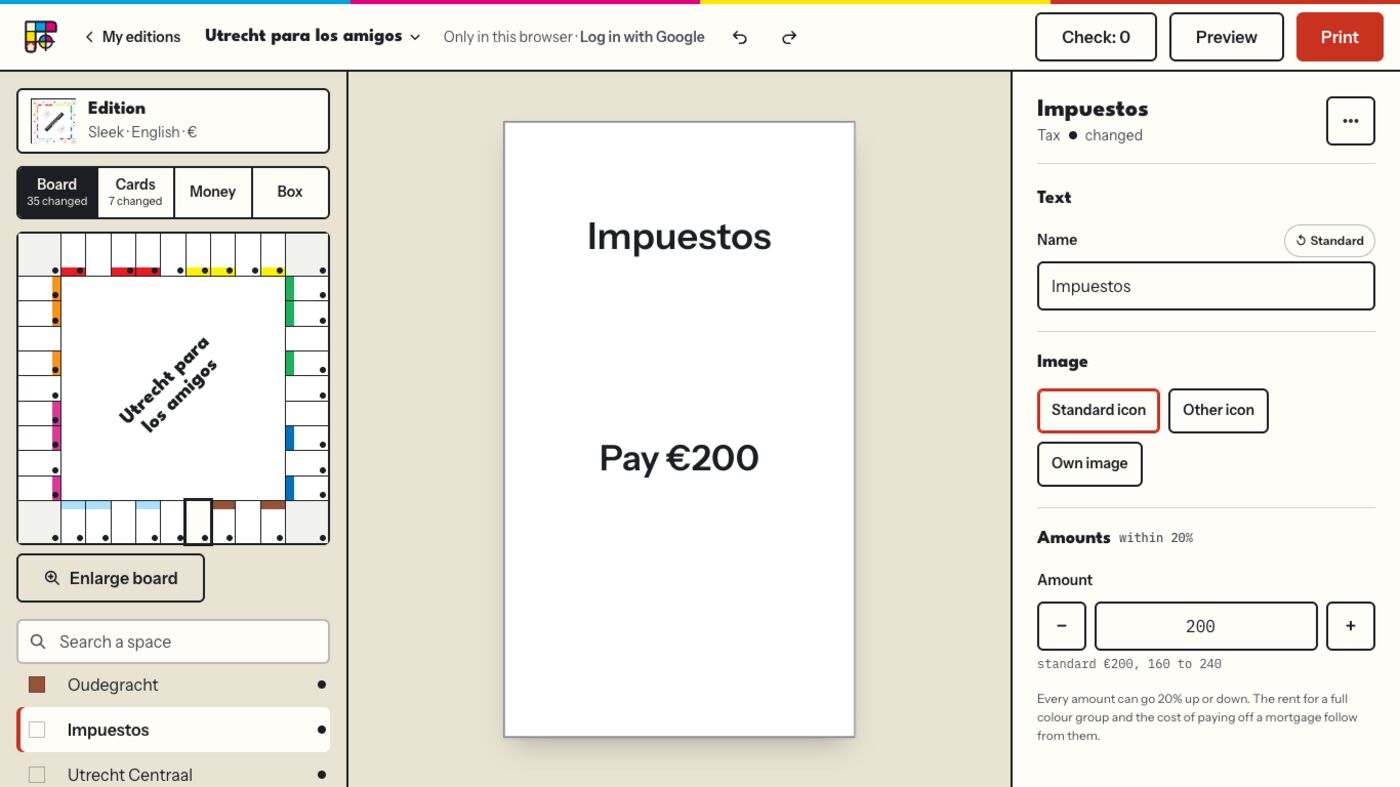 My editions
Utrecht para los amigos
Only in this browser · Log in with Google
Check: 0
Preview
Print
Edition
Sleek · English · €
Board
35 changed
Cards
7 changed
Money
Box
Utrecht para
los amigos
Enlarge board
Search a space
Oudegracht
Impuestos
Utrecht Centraal
Impuestos
Pay €200
Impuestos
Tax ● changed
Text
Name
Standard
Impuestos
Image
Standard icon
Other icon
Own image
Amounts within 20%
Amount
− 200 +
standard €200, 160 to 240
Every amount can go 20% up or down. The rent for a full
colour group and the cost of paying off a mortgage follow
from them.